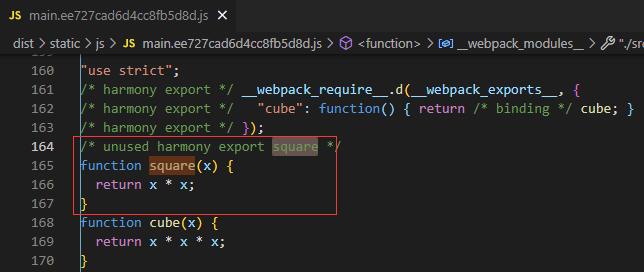 JS main.ee727cad6d4cc8fb5d8d.js ×
dist > static > js > JS main.ee727cad6d4cc8fb5d8d.js > <function> > __webpack_modules__ > "./sr
160 "use strict";
161 /* harmony export */ __webpack_require__.d(__webpack_exports__, {
162 /* harmony export */   "cube": function() { return /* binding */ cube; }
163 /* harmony export */ });
164 /* unused harmony export square */
165 function square(x) {
166   return x * x;
167 }
168 function cube(x) {
169   return x * x * x;
170 }